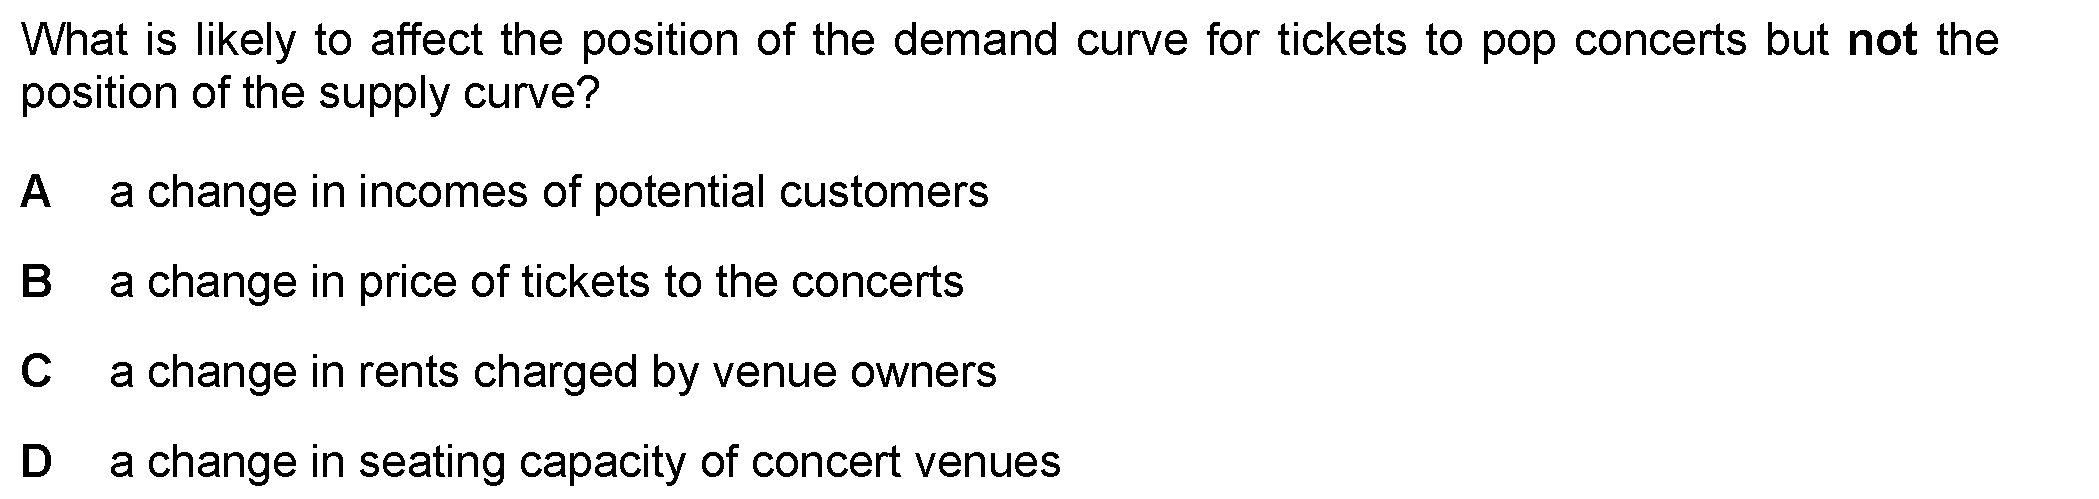 What is likely to affect the position of the demand curve for tickets to pop concerts but not the
position of the supply curve?
A a change in incomes of potential customers
B a change in price of tickets to the concerts
C a change in rents charged by venue owners
D a change in seating capacity of concert venues